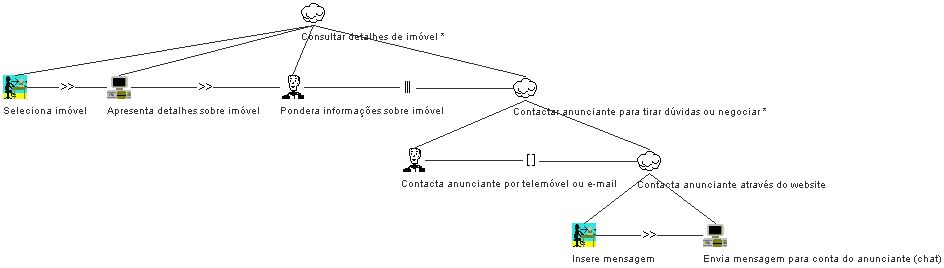 Consultar detalhes de imóvel *
>>
>>
|||
Seleciona imóvel
Apresenta detalhes sobre imóvel
Pondera informações sobre imóvel
Contactar anunciante para tirar dúvidas ou negociar *
[]
Contacta anunciante por telemóvel ou e-mail
Contacta anunciante através do website
>>
Insere mensagem
Envia mensagem para conta do anunciante (chat)